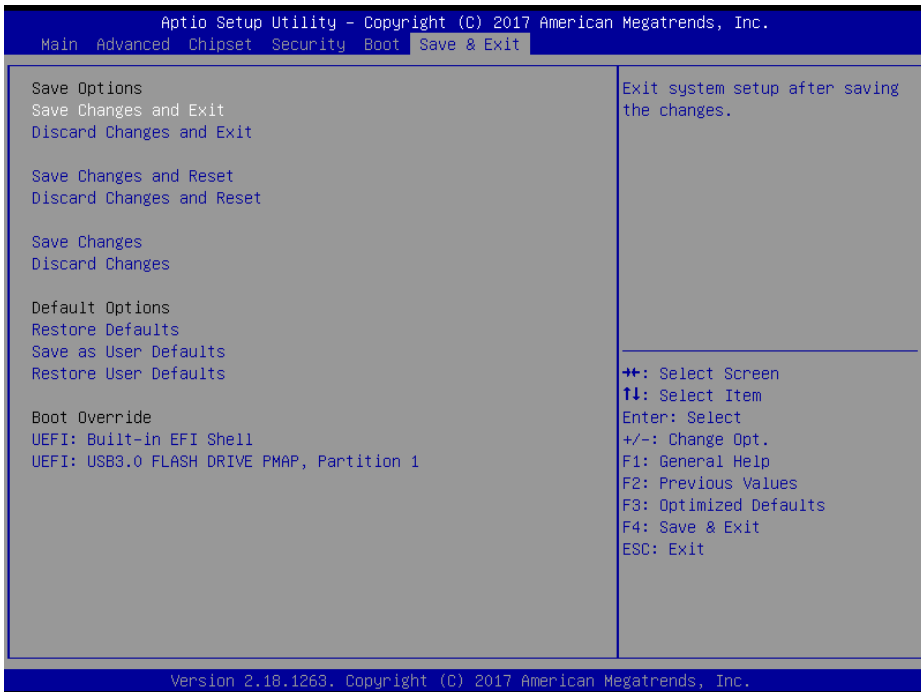 Aptio Setup Utility – Copyright (C) 2017 American Megatrends, Inc.
Main Advanced Chipset Security Boot Save & Exit
Save Options
Save Changes and Exit
Discard Changes and Exit
Save Changes and Reset
Discard Changes and Reset
Save Changes
Discard Changes
Default Options
Restore Defaults
Save as User Defaults
Restore User Defaults
Boot Override
UEFI: Built-in EFI Shell
UEFI: USB3.0 FLASH DRIVE PMAP, Partition 1
Exit system setup after saving
the changes.
→←: Select Screen
↑↓: Select Item
Enter: Select
+/-: Change Opt.
F1: General Help
F2: Previous Values
F3: Optimized Defaults
F4: Save & Exit
ESC: Exit
Version 2.18.1263. Copyright (C) 2017 American Megatrends, Inc.